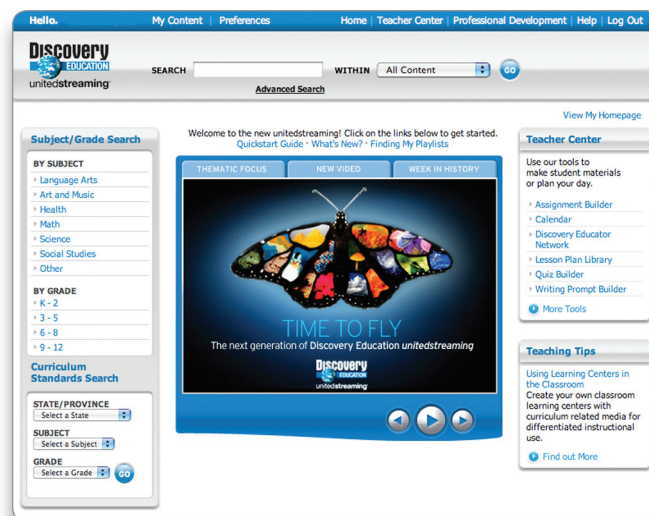 Hello.
My Content | Preferences
Home | Teacher Center | Professional Development | Help | Log Out
Discovery
EDUCATION
unitedstreaming
SEARCH
WITHIN All Content GO
Advanced Search
View My Homepage
Subject/Grade Search
BY SUBJECT
Language Arts
Art and Music
Health
Math
Science
Social Studies
Other
BY GRADE
K - 2
3 - 5
6 - 8
9 - 12
Curriculum
Standards Search
STATE/PROVINCE
Select a State
SUBJECT
Select a Subject
GRADE
Select a Grade GO
Welcome to the new unitedstreaming! Click on the links below to get started.
Quickstart Guide · What's New? · Finding My Playlists
THEMATIC FOCUS NEW VIDEO WEEK IN HISTORY
TIME TO FLY
The next generation of Discovery Education unitedstreaming
Discovery
EDUCATION
unitedstreaming
Teacher Center
Use our tools to
make student materials
or plan your day.
Assignment Builder
Calendar
Discovery Educator
Network
Lesson Plan Library
Quiz Builder
Writing Prompt Builder
More Tools
Teaching Tips
Using Learning Centers in
the Classroom
Create your own classroom
learning centers with
curriculum related media for
differentiated instructional
use.
Find out More